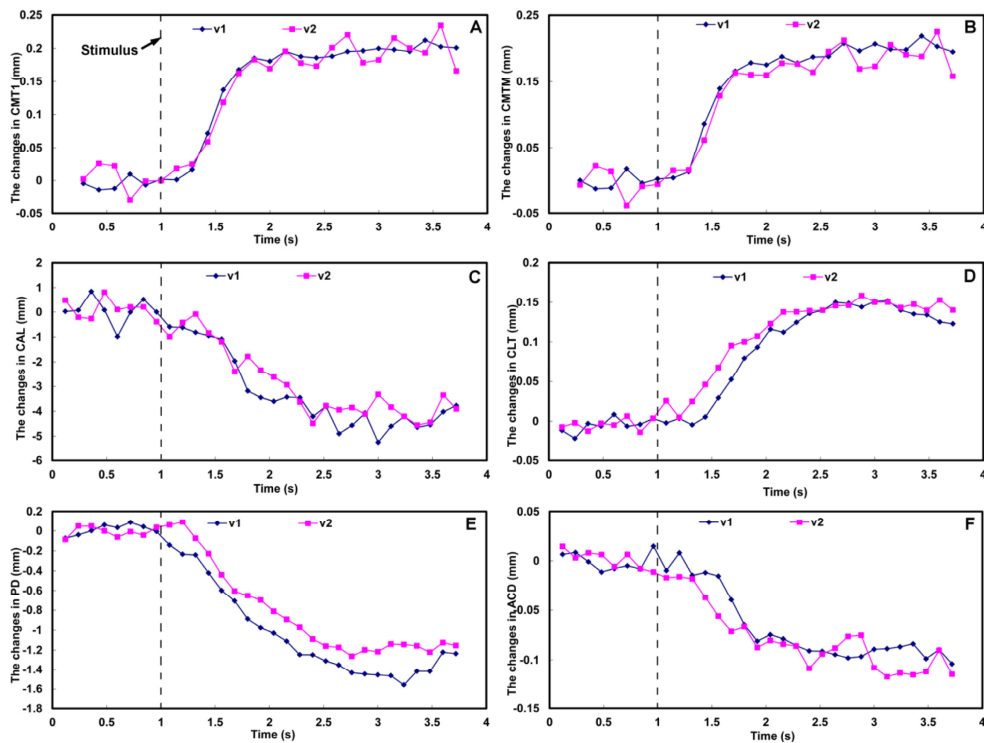 A
Stimulus
v1 v2
The changes in CMT1 (mm)
0.25
0.20
0.15
0.10
0.05
0
-0.05
0 0.5 1 1.5 2 2.5 3 3.5 4
Time (s)
B
v1 v2
The changes in CMTM (mm)
0.25
0.20
0.15
0.10
0.05
0
-0.05
0 0.5 1 1.5 2 2.5 3 3.5 4
Time (s)
C
v1 v2
The changes in CAL (mm)
2
1
0
-1
-2
-3
-4
-5
-6
0 0.5 1 1.5 2 2.5 3 3.5 4
Time (s)
D
v1 v2
The changes in CLT (mm)
0.20
0.15
0.10
0.05
0
-0.05
0 0.5 1 1.5 2 2.5 3 3.5 4
Time (s)
E
v1 v2
The changes in PD (mm)
0.2
0
-0.2
-0.4
-0.6
-0.8
-1
-1.2
-1.4
-1.6
-1.8
0 0.5 1 1.5 2 2.5 3 3.5 4
Time (s)
F
v1 v2
The changes in ACD (mm)
0.05
0
-0.05
-0.1
-0.15
0 0.5 1 1.5 2 2.5 3 3.5 4
Time (s)